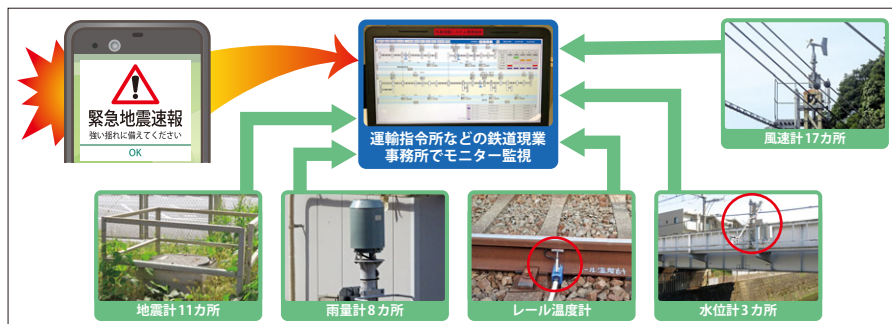 緊急地震速報
強い揺れに備えてください
OK
運輸指令所などの鉄道現業
事務所でモニター監視
風速計17カ所
地震計11カ所
雨量計8カ所
レール温度計
水位計3カ所